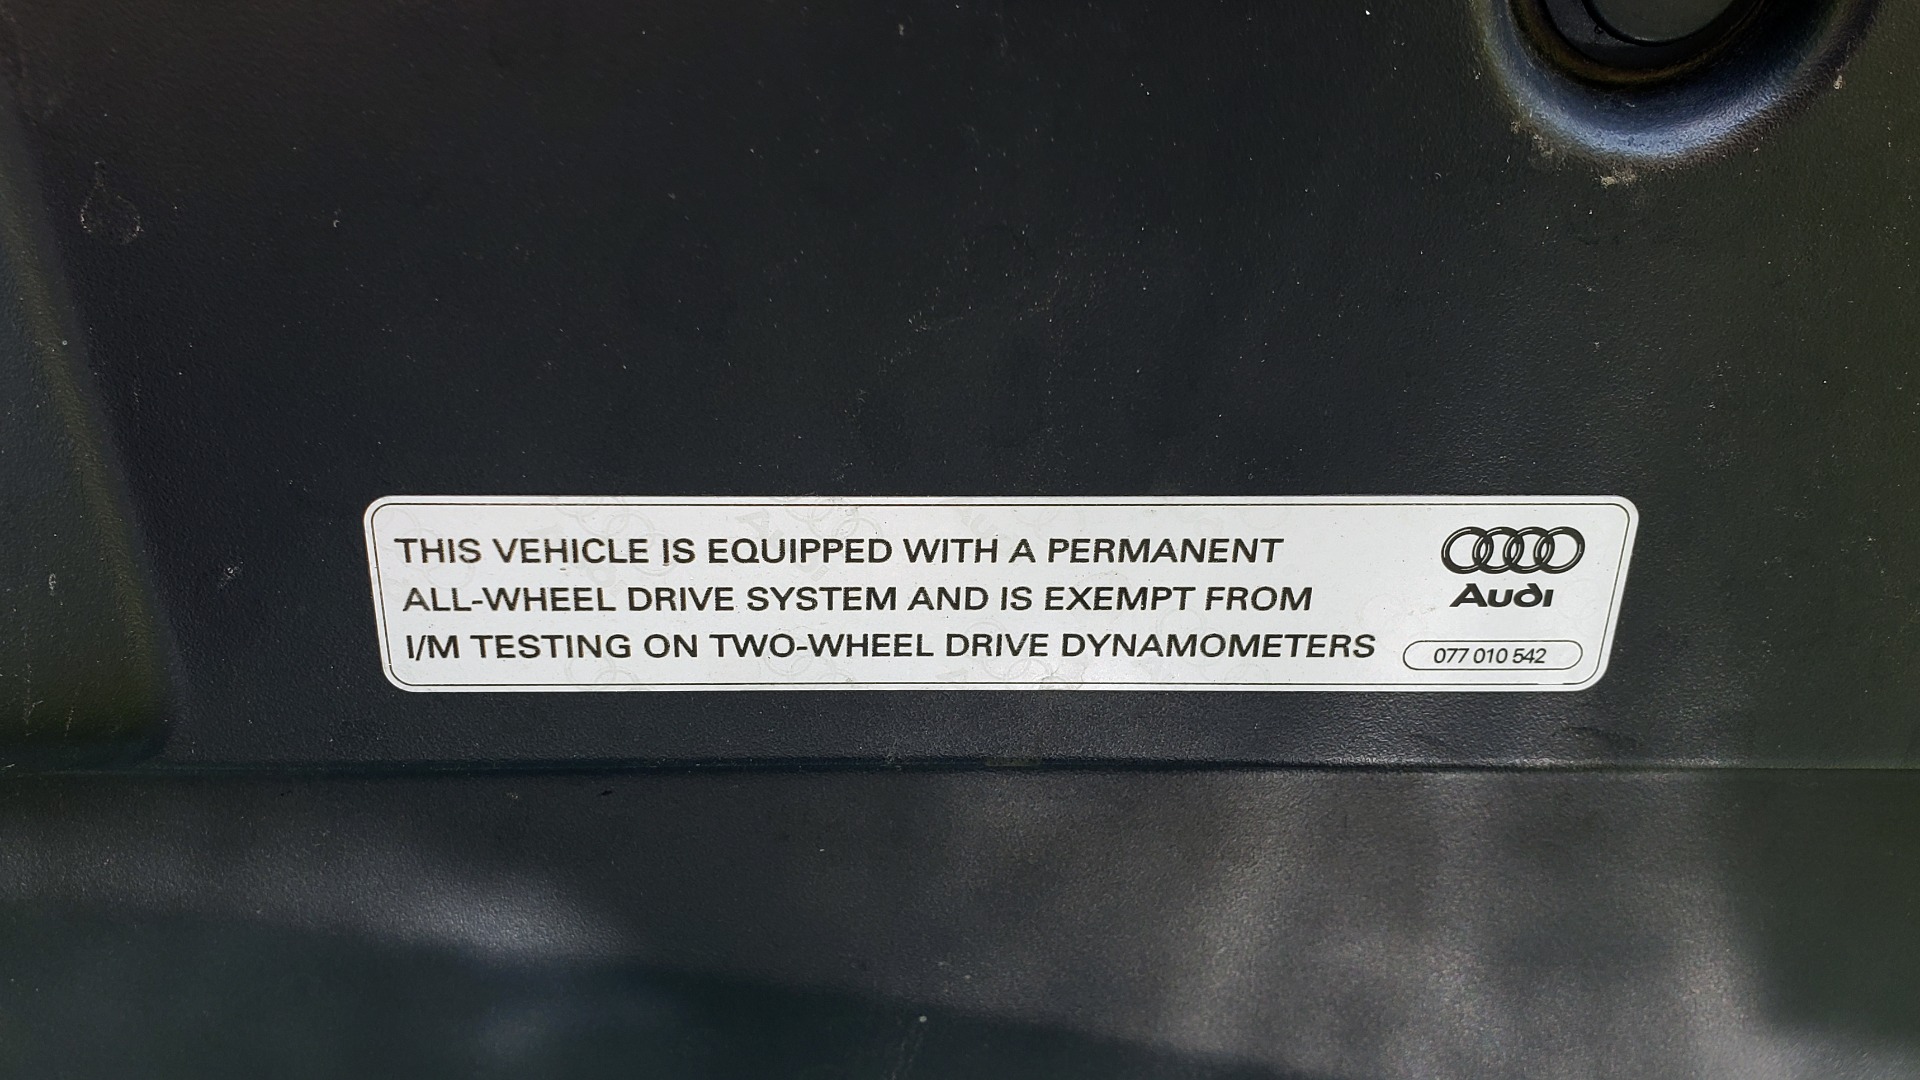 THIS VEHICLE IS EQUIPPED WITH A PERMANENT
ALL-WHEEL DRIVE SYSTEM AND IS EXEMPT FROM
I/M TESTING ON TWO-WHEEL DRIVE DYNAMOMETERS
Audi
077 010 542